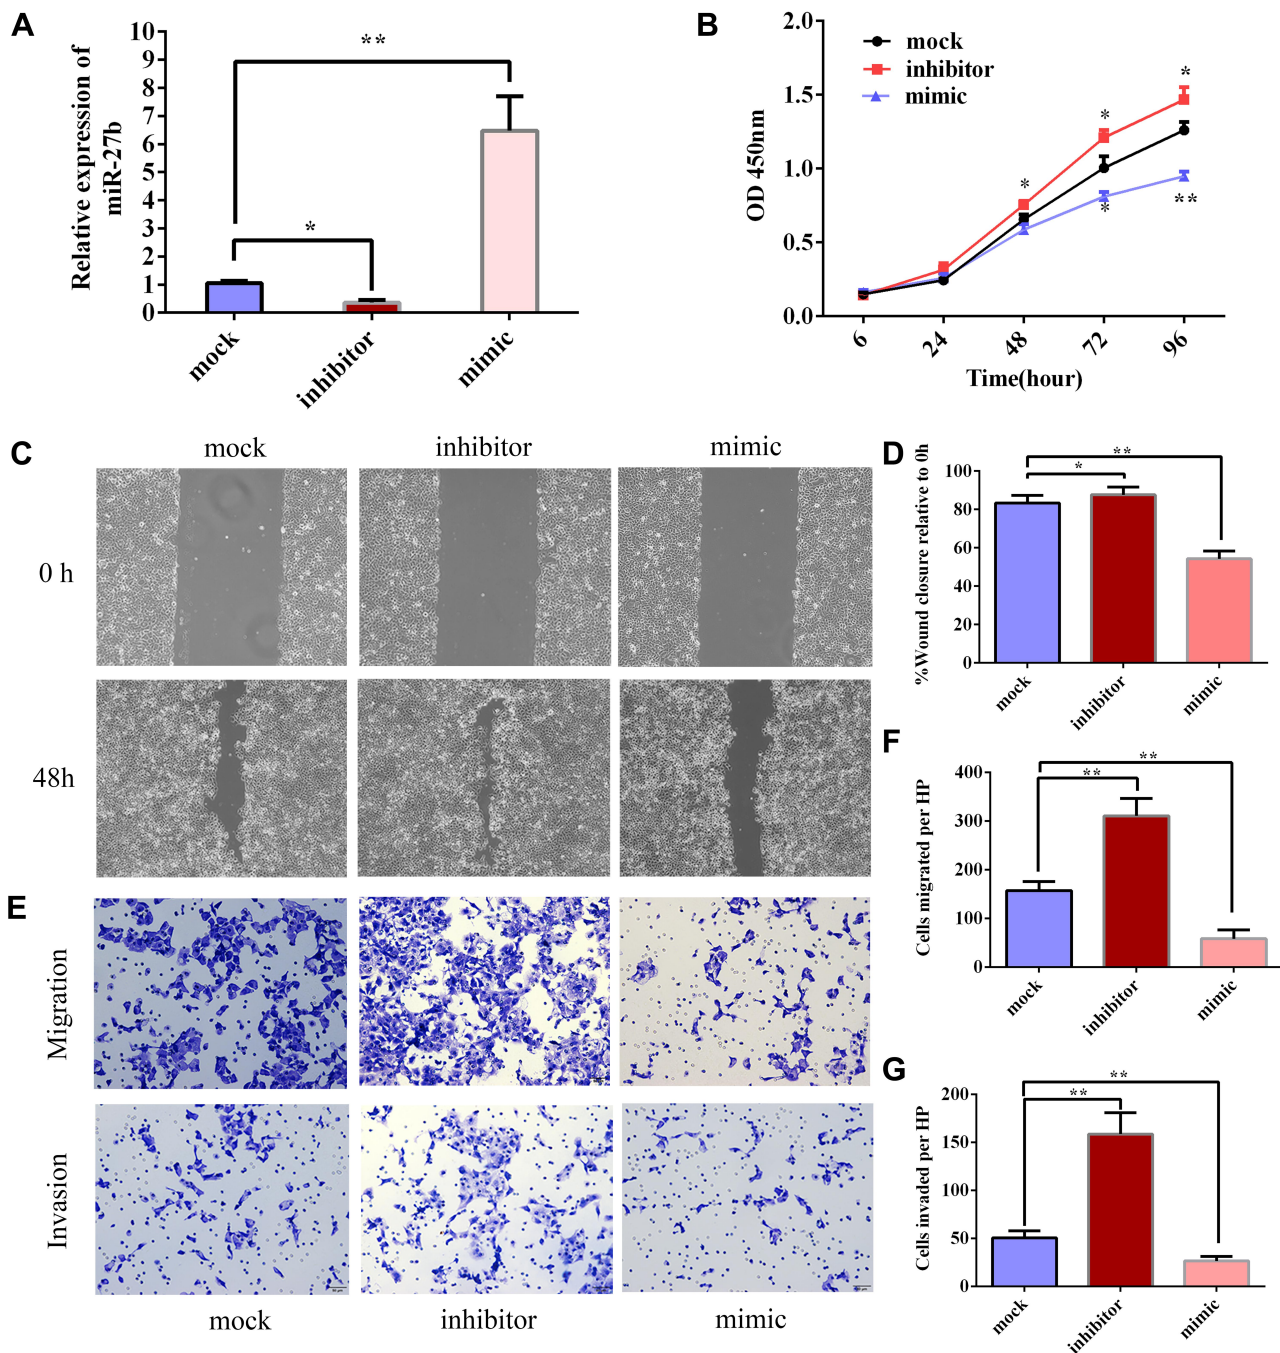 A
Relative expression of
miR-27b
10
9
8
7
6
5
4
3
2
1
0
**
*
mock
inhibitor
mimic
B
OD 450nm
2.0
1.5
1.0
0.5
0.0
mock
inhibitor
mimic
*
*
*
*
**
6
24
48
72
96
Time(hour)
C
mock
inhibitor
mimic
0 h
48h
D
%Wound closure relative to 0h
100
80
60
40
20
0
**
*
mock
inhibitor
mimic
E
Migration
Invasion
mock
inhibitor
mimic
F
Cells migrated per HP
400
300
200
100
0
**
**
mock
inhibitor
mimic
G
Cells invaded per HP
200
150
100
50
0
**
**
mock
inhibitor
mimic